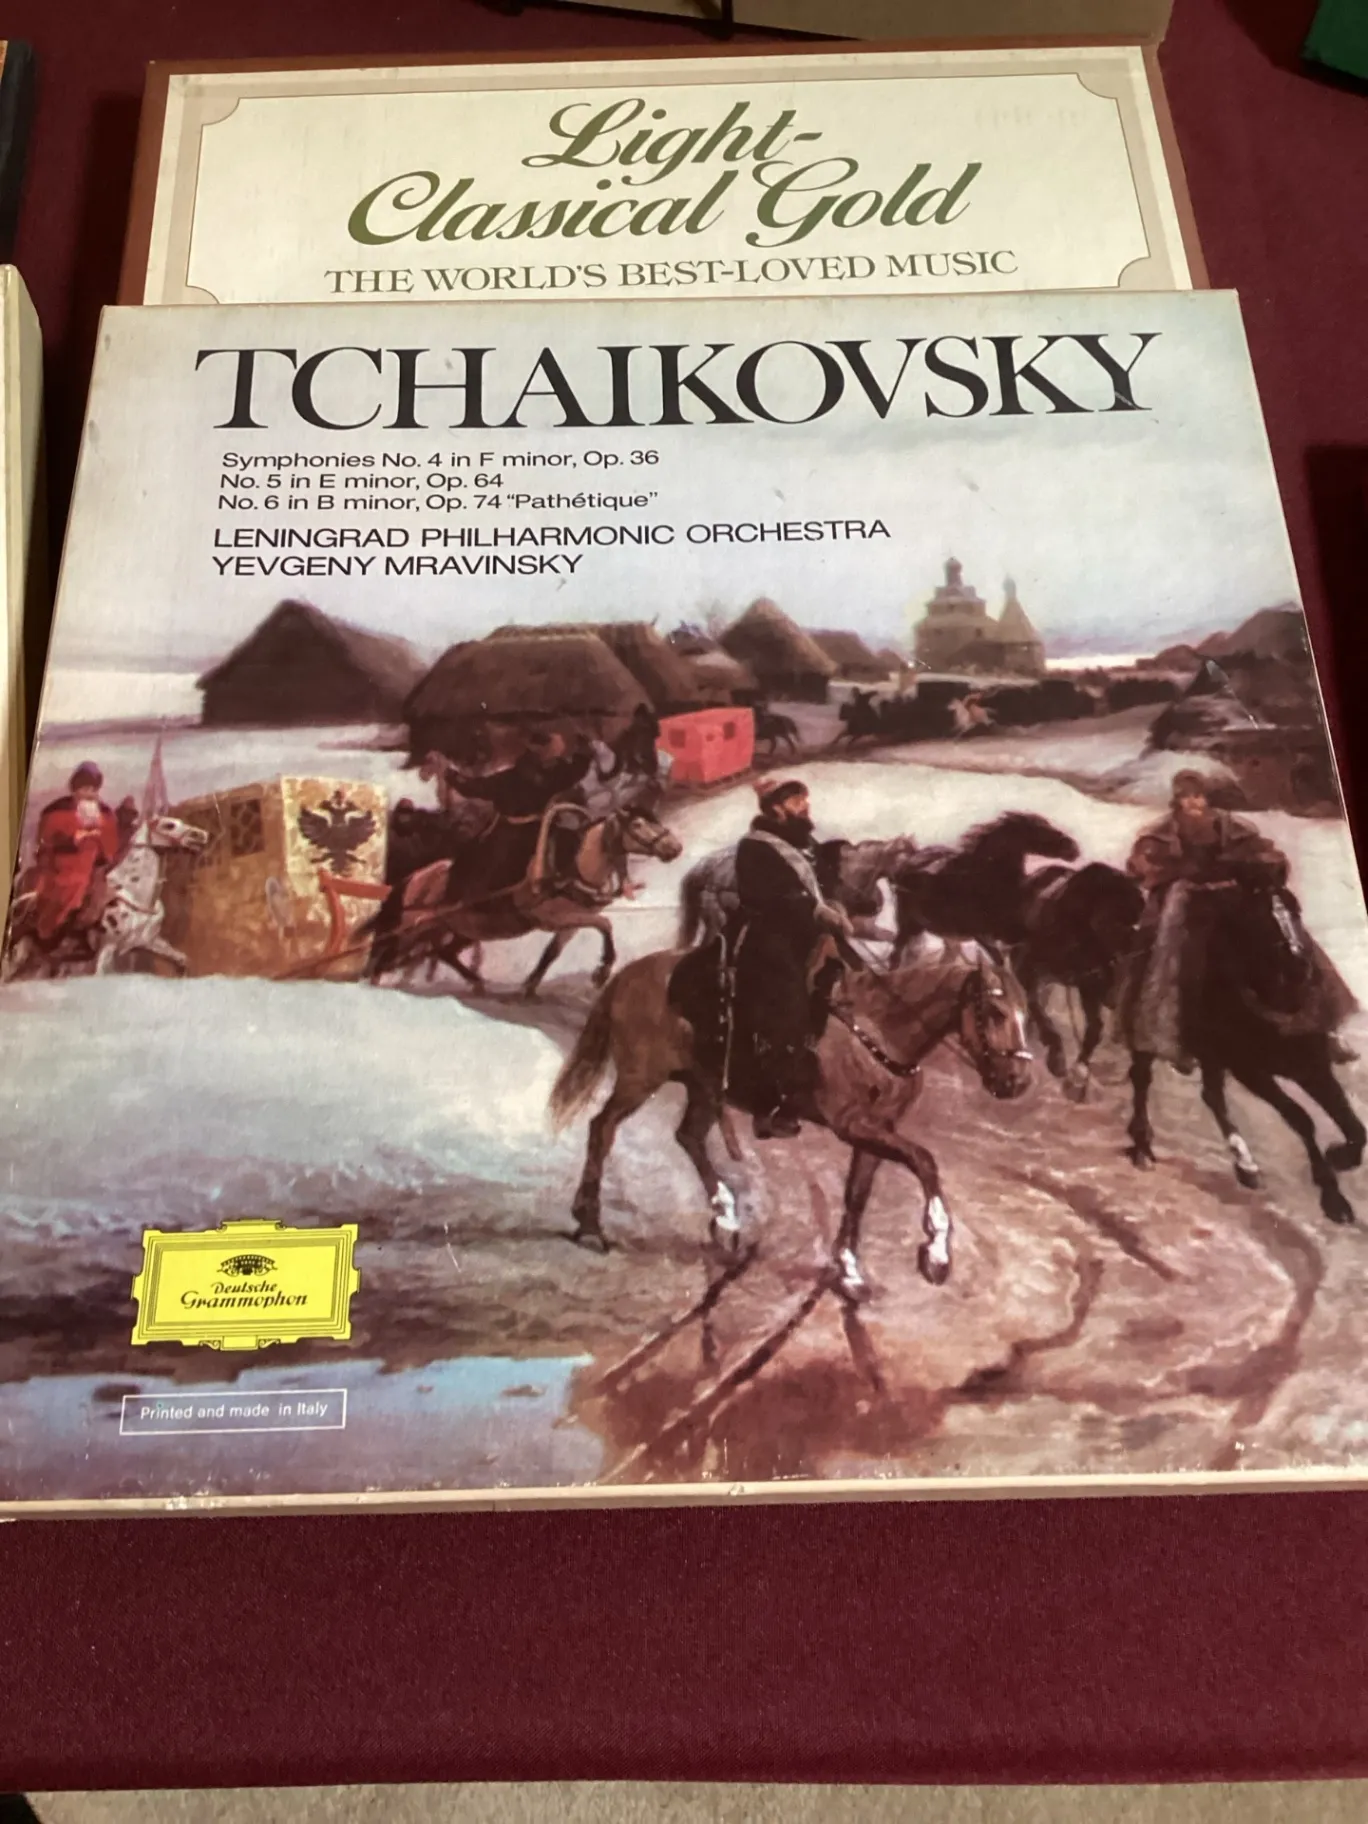 Light-
Classical Gold
THE WORLD'S BEST-LOVED MUSIC
TCHAIKOVSKY
Symphonies No. 4 in F minor, Op. 36
No. 5 in E minor, Op. 64
No. 6 in B minor, Op. 74 “Pathétique”
LENINGRAD PHILHARMONIC ORCHESTRA
YEVGENY MRAVINSKY
Deutsche
Grammophon
Printed and made in Italy